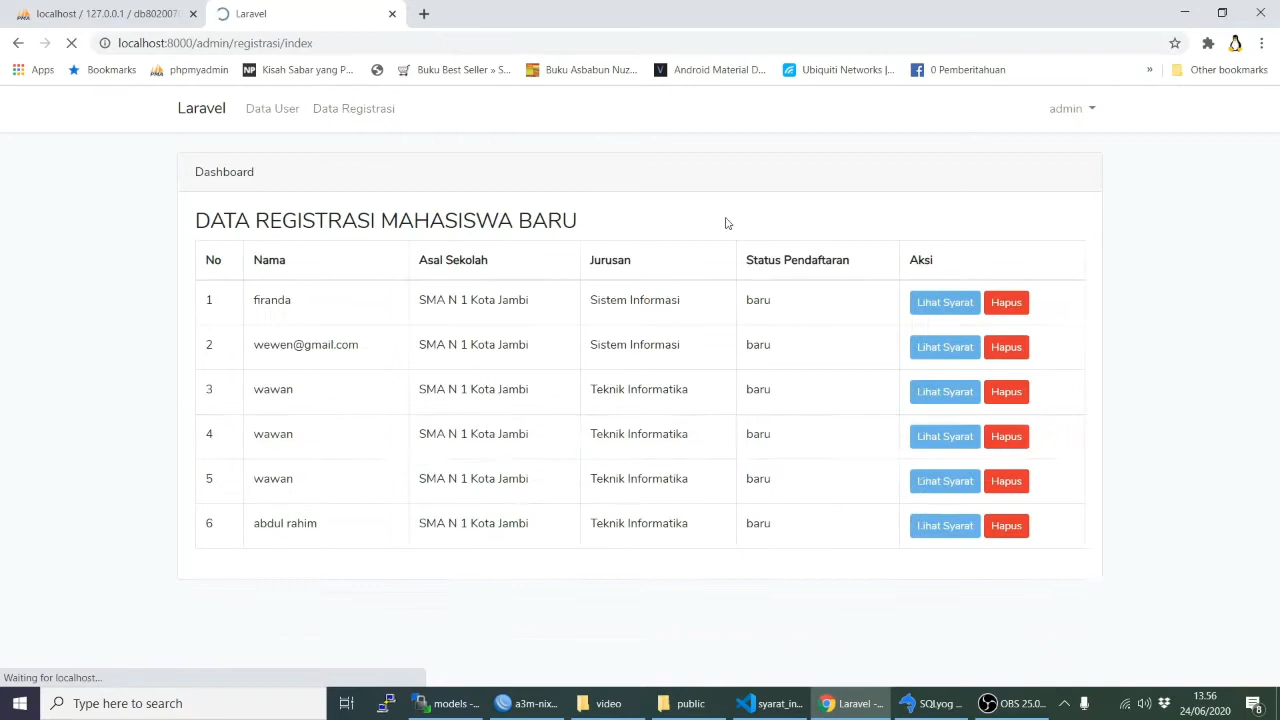 localhost / 127.0.0.1 / db802007
Laravel
localhost:8000/admin/registrasi/index
Apps
Bookmarks
phpmyadmin
NP
Kisah Sabar yang P...
Buku Best Seller » S...
Buku Asbabun Nuz...
V
Android Material D...
Ubiquiti Networks |...
0 Pemberitahuan
»
Other bookmarks
Laravel
Data User
Data Registrasi
admin
Dashboard
DATA REGISTRASI MAHASISWA BARU
No Nama Asal Sekolah Jurusan Status Pendaftaran Aksi
1 firanda SMA N 1 Kota Jambi Sistem Informasi baru Lihat Syarat Hapus
2 wewen@gmail.com SMA N 1 Kota Jambi Sistem Informasi baru Lihat Syarat Hapus
3 wawan SMA N 1 Kota Jambi Teknik Informatika baru Lihat Syarat Hapus
4 wawan SMA N 1 Kota Jambi Teknik Informatika baru Lihat Syarat Hapus
5 wawan SMA N 1 Kota Jambi Teknik Informatika baru Lihat Syarat Hapus
6 abdul rahim SMA N 1 Kota Jambi Teknik Informatika baru Lihat Syarat Hapus
Waiting for localhost...
Type here to search
models -...
a3m-nix...
video
public
syarat_in...
Laravel -...
SQLyog ...
OBS 25.0...
13.56
24/06/2020
8